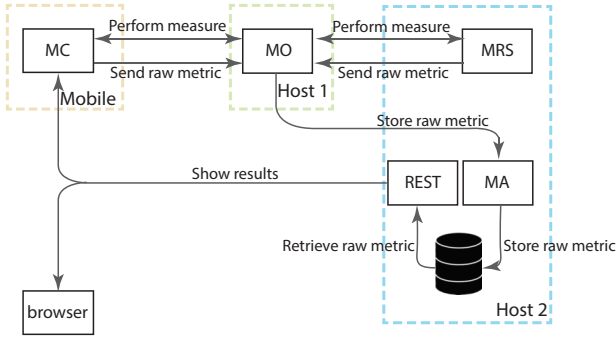 Perform measure
Perform measure
MC
MO
MRS
Send raw metric
Send raw metric
Mobile
Host 1
Store raw metric
Show results
REST
MA
Retrieve raw metric
Store raw metric
browser
Host 2